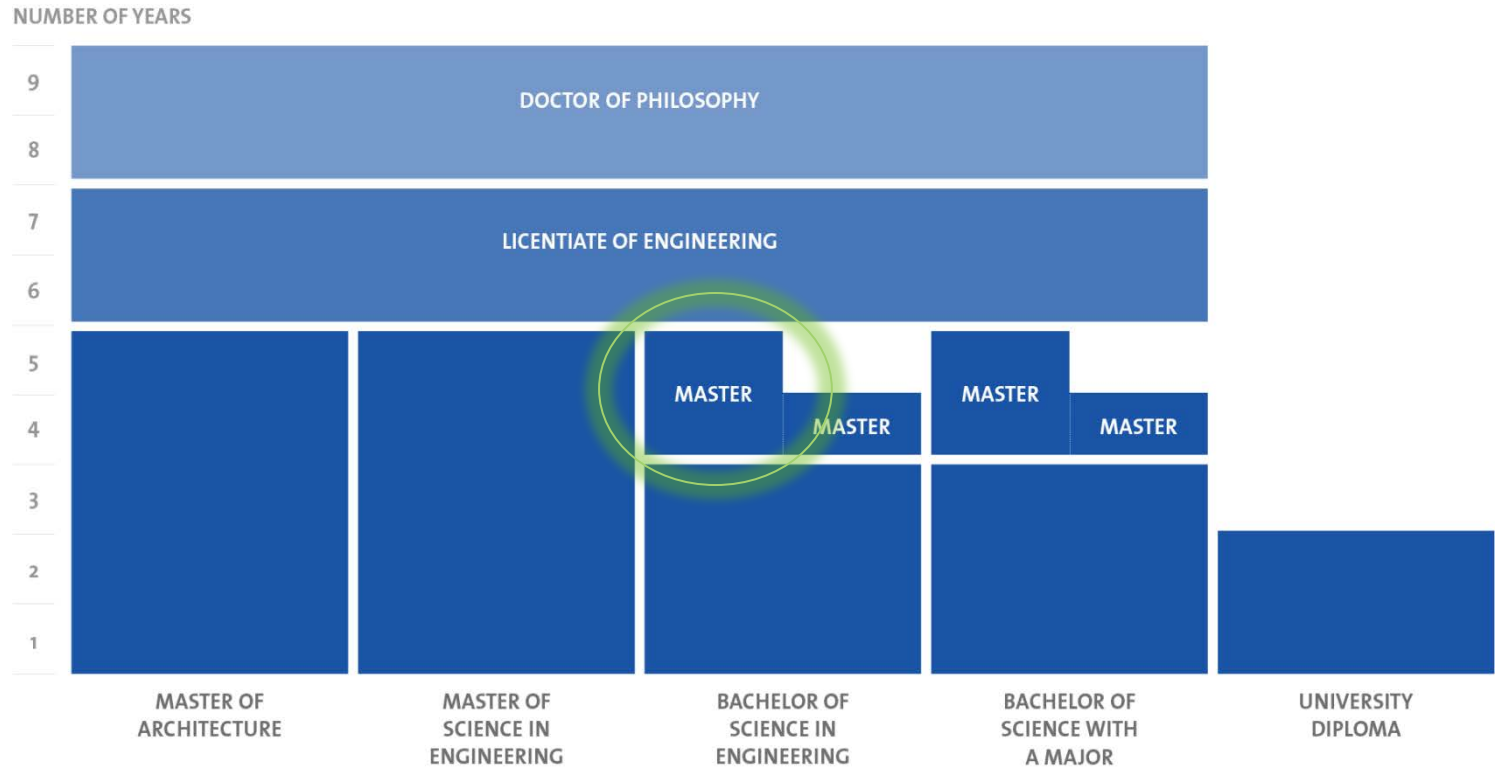 NUMBER OF YEARS
9
DOCTOR OF PHILOSOPHY
8
7
LICENTIATE OF ENGINEERING
6
5
MASTER
MASTER
4
MASTER
MASTER
3
2
1
MASTER OF
ARCHITECTURE
MASTER OF
SCIENCE IN
ENGINEERING
BACHELOR OF
SCIENCE IN
ENGINEERING
BACHELOR OF
SCIENCE WITH
A MAJOR
UNIVERSITY
DIPLOMA